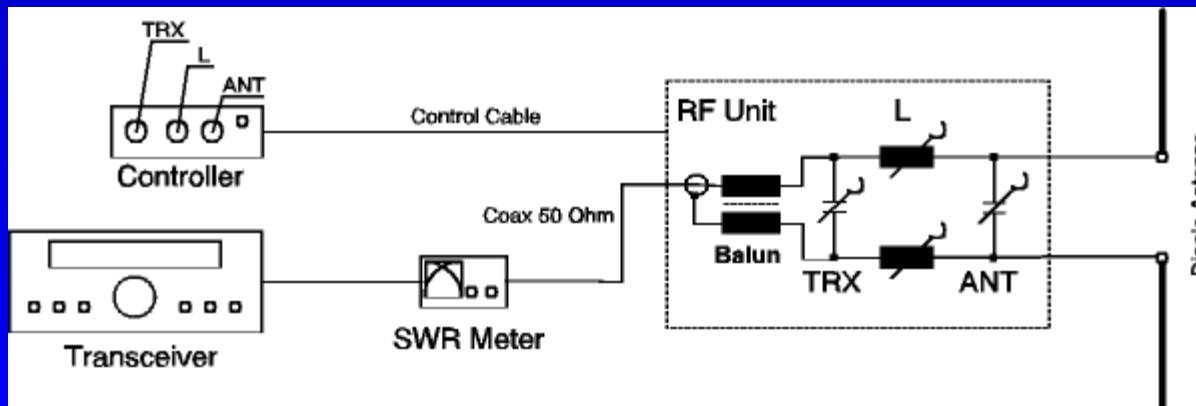 TRX
L
ANT
Controller
Control Cable
RF Unit
L
Coax 50 Ohm
Balun
TRX
ANT
Transceiver
SWR Meter